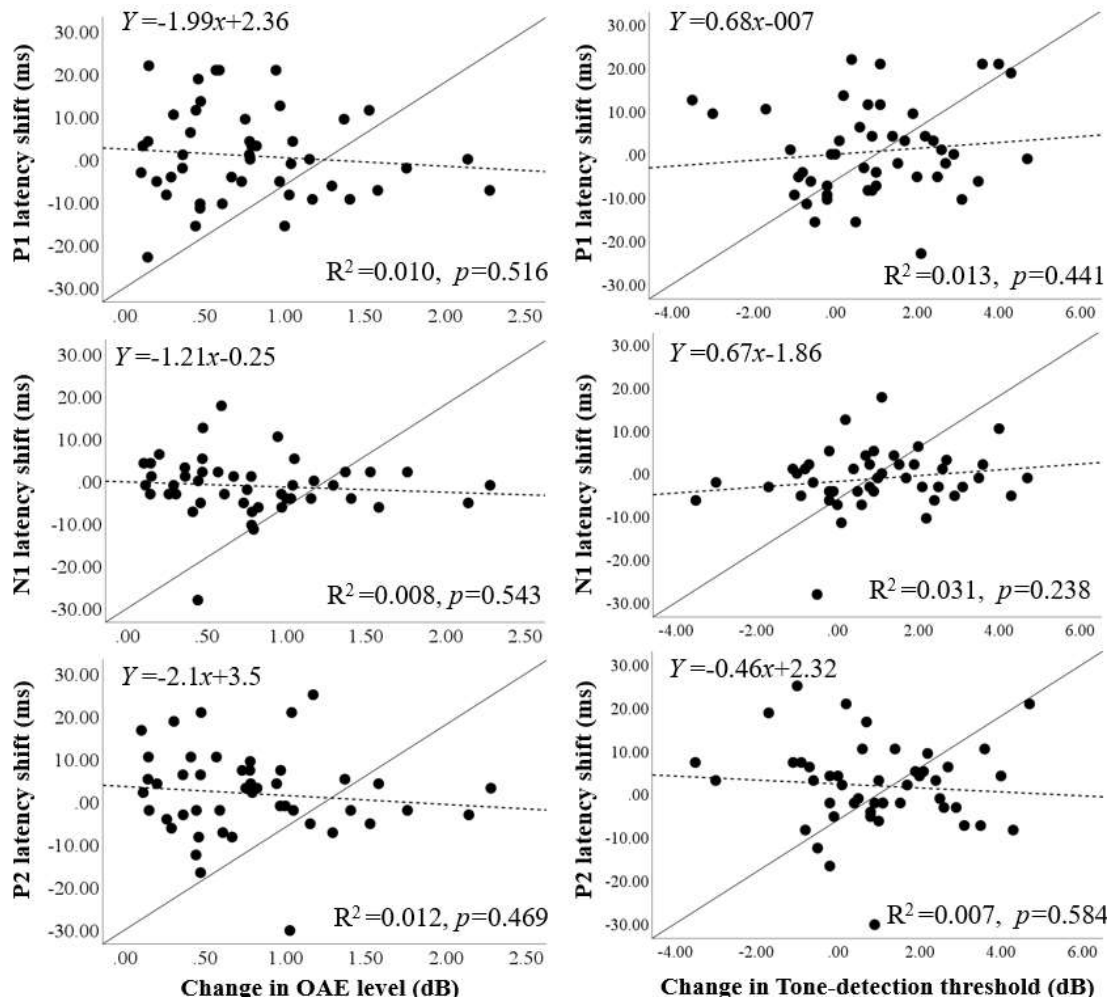 Y=-1.99x+2.36
P1 latency shift (ms)
30.00
20.00
10.00
.00
-10.00
-20.00
-30.00
R²=0.010, p=0.516
.00 .50 1.00 1.50 2.00 2.50
Y=0.68x-007
P1 latency shift (ms)
30.00
20.00
10.00
.00
-10.00
-20.00
-30.00
R²=0.013, p=0.441
-4.00 -2.00 .00 2.00 4.00 6.00
Y=-1.21x-0.25
N1 latency shift (ms)
30.00
20.00
10.00
.00
-10.00
-20.00
-30.00
R²=0.008, p=0.543
.00 .50 1.00 1.50 2.00 2.50
Y=0.67x-1.86
N1 latency shift (ms)
30.00
20.00
10.00
.00
-10.00
-20.00
-30.00
R²=0.031, p=0.238
-4.00 -2.00 .00 2.00 4.00 6.00
Y=-2.1x+3.5
P2 latency shift (ms)
30.00
20.00
10.00
.00
-10.00
-20.00
-30.00
R²=0.012, p=0.469
.00 .50 1.00 1.50 2.00 2.50
Change in OAE level (dB)
Y=-0.46x+2.32
P2 latency shift (ms)
30.00
20.00
10.00
.00
-10.00
-20.00
-30.00
R²=0.007, p=0.584
-4.00 -2.00 .00 2.00 4.00 6.00
Change in Tone-detection threshold (dB)